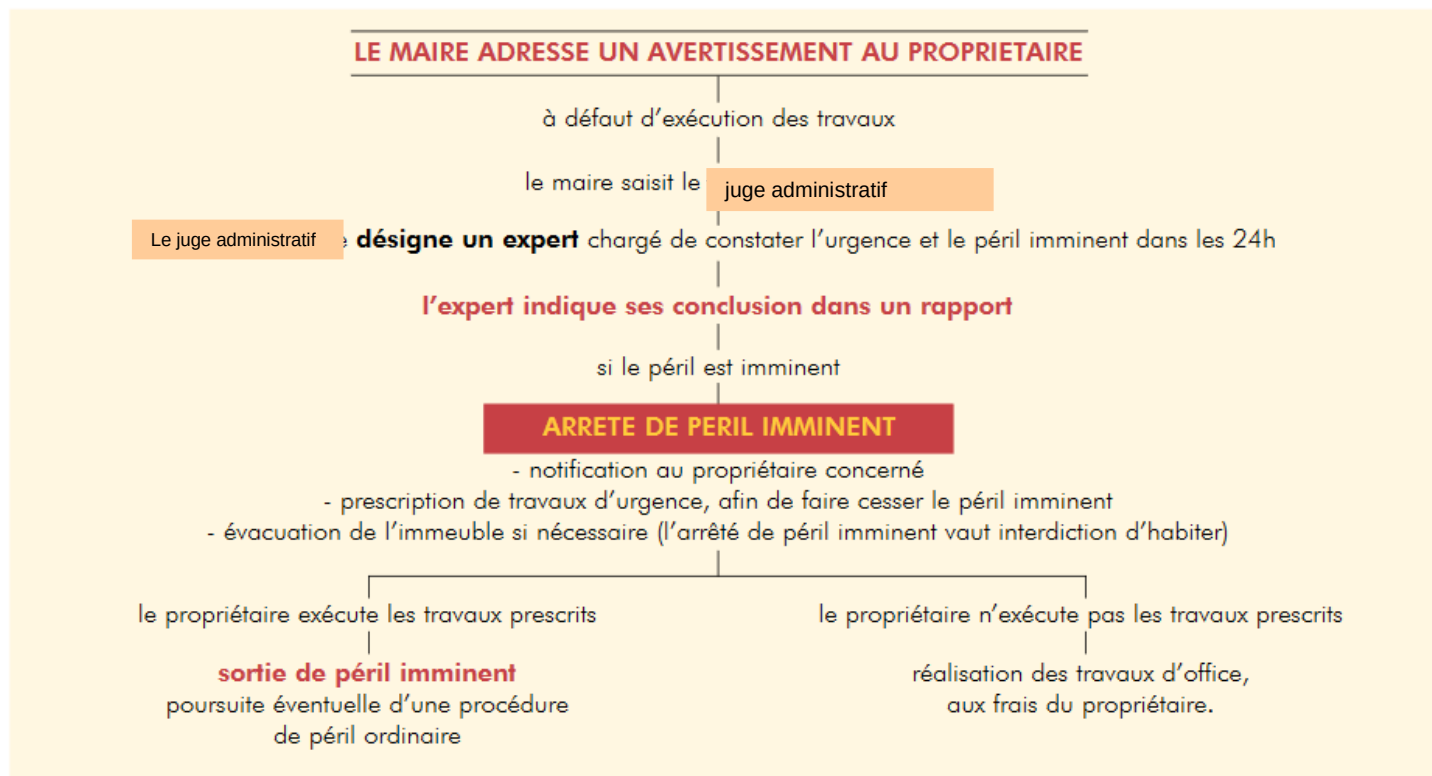 LE MAIRE ADRESSE UN AVERTISSEMENT AU PROPRIETAIRE
à défaut d'exécution des travaux
le maire saisit le juge administratif
Le juge administratif désigne un expert chargé de constater l'urgence et le péril imminent dans les 24h
l'expert indique ses conclusion dans un rapport
si le péril est imminent
ARRETE DE PERIL IMMINENT
- notification au propriétaire concerné
- prescription de travaux d'urgence, afin de faire cesser le péril imminent
- évacuation de l'immeuble si nécessaire (l'arrêté de péril imminent vaut interdiction d'habiter)
le propriétaire exécute les travaux prescrits
sortie de péril imminent
poursuite éventuelle d'une procédure
de péril ordinaire
le propriétaire n'exécute pas les travaux prescrits
réalisation des travaux d'office,
aux frais du propriétaire.